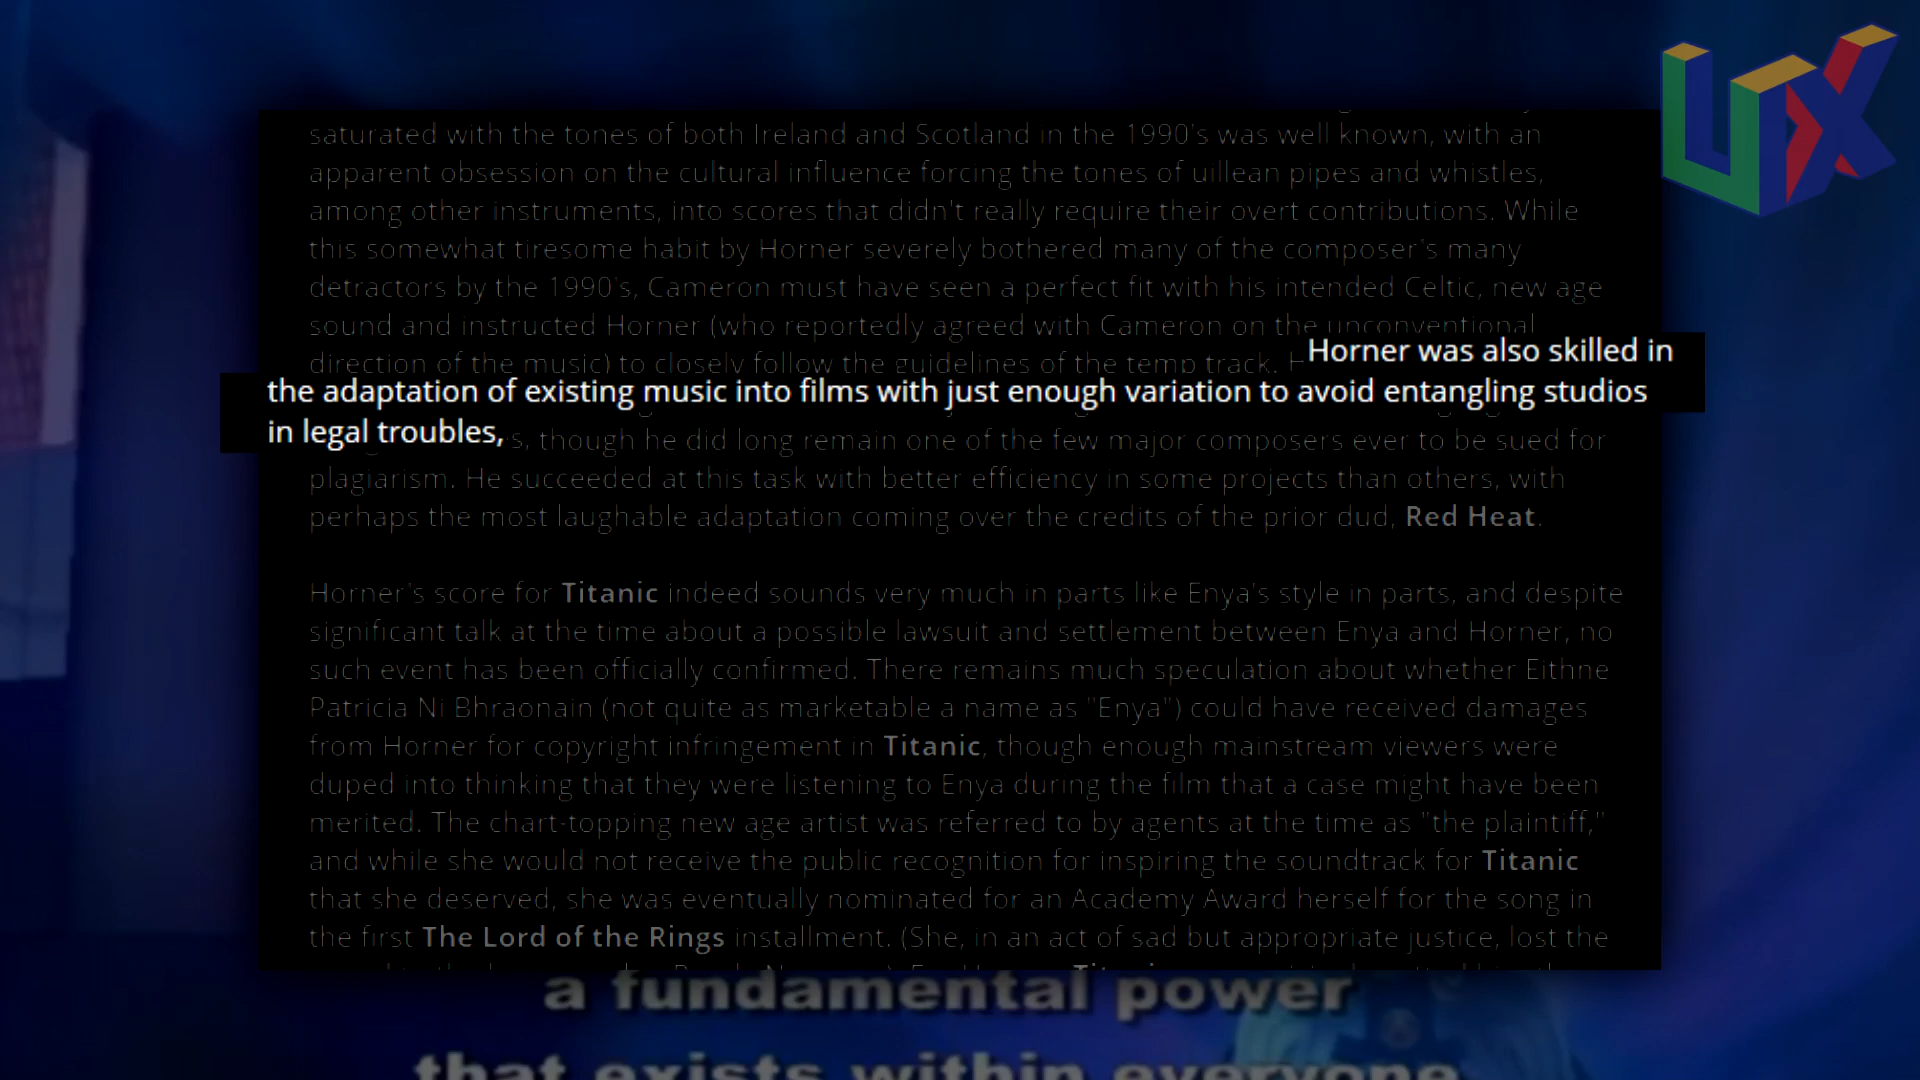 saturated with the tones of both Ireland and Scotland in the 1990's was well known, with an
apparent obsession on the cultural influence forcing the tones of uillean pipes and whistles,
among other instruments, into scores that didn't really require their overt contributions. While
this somewhat tiresome habit by Horner severely bothered many of the composer's many
detractors by the 1990's, Cameron must have seen a perfect fit with his intended Celtic, new age
sound and instructed Horner (who reportedly agreed with Cameron on the unconventional
direction of the music) to closely follow the guidelines of the temp track.
Horner was also skilled in
the adaptation of existing music into films with just enough variation to avoid entangling studios
in legal troubles,
s, though he did long remain one of the few major composers ever to be sued for
plagiarism. He succeeded at this task with better efficiency in some projects than others, with
perhaps the most laughable adaptation coming over the credits of the prior dud, Red Heat.
Horner's score for Titanic indeed sounds very much in parts like Enya's style in parts, and despite
significant talk at the time about a possible lawsuit and settlement between Enya and Horner, no
such event has been officially confirmed. There remains much speculation about whether Eithne
Patricia Ni Bhraonain (not quite as marketable a name as "Enya") could have received damages
from Horner for copyright infringement in Titanic, though enough mainstream viewers were
duped into thinking that they were listening to Enya during the film that a case might have been
merited. The chart-topping new age artist was referred to by agents at the time as "the plaintiff,"
and while she would not receive the public recognition for inspiring the soundtrack for Titanic
that she deserved, she was eventually nominated for an Academy Award herself for the song in
the first The Lord of the Rings installment. (She, in an act of sad but appropriate justice, lost the
a fundamental power
that exists within everyone